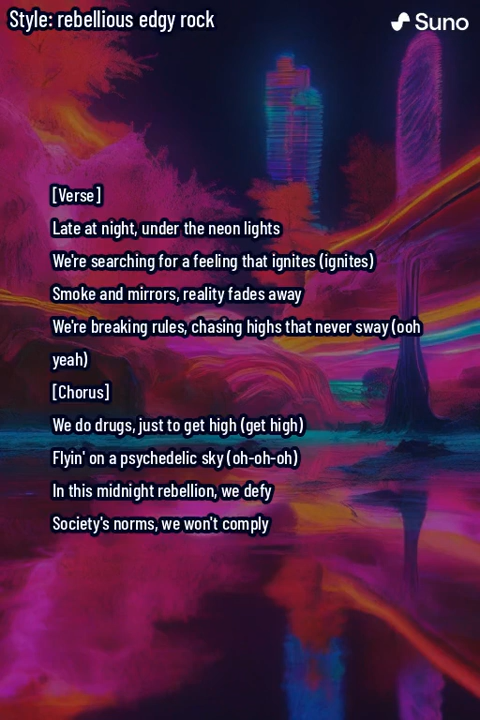 Style: rebellious edgy rock
Suno
[Verse]
Late at night, under the neon lights
We're searching for a feeling that ignites (ignites)
Smoke and mirrors, reality fades away
We're breaking rules, chasing highs that never sway (ooh
yeah)
[Chorus]
We do drugs, just to get high (get high)
Flyin' on a psychedelic sky (oh-oh-oh)
In this midnight rebellion, we defy
Society's norms, we won't comply